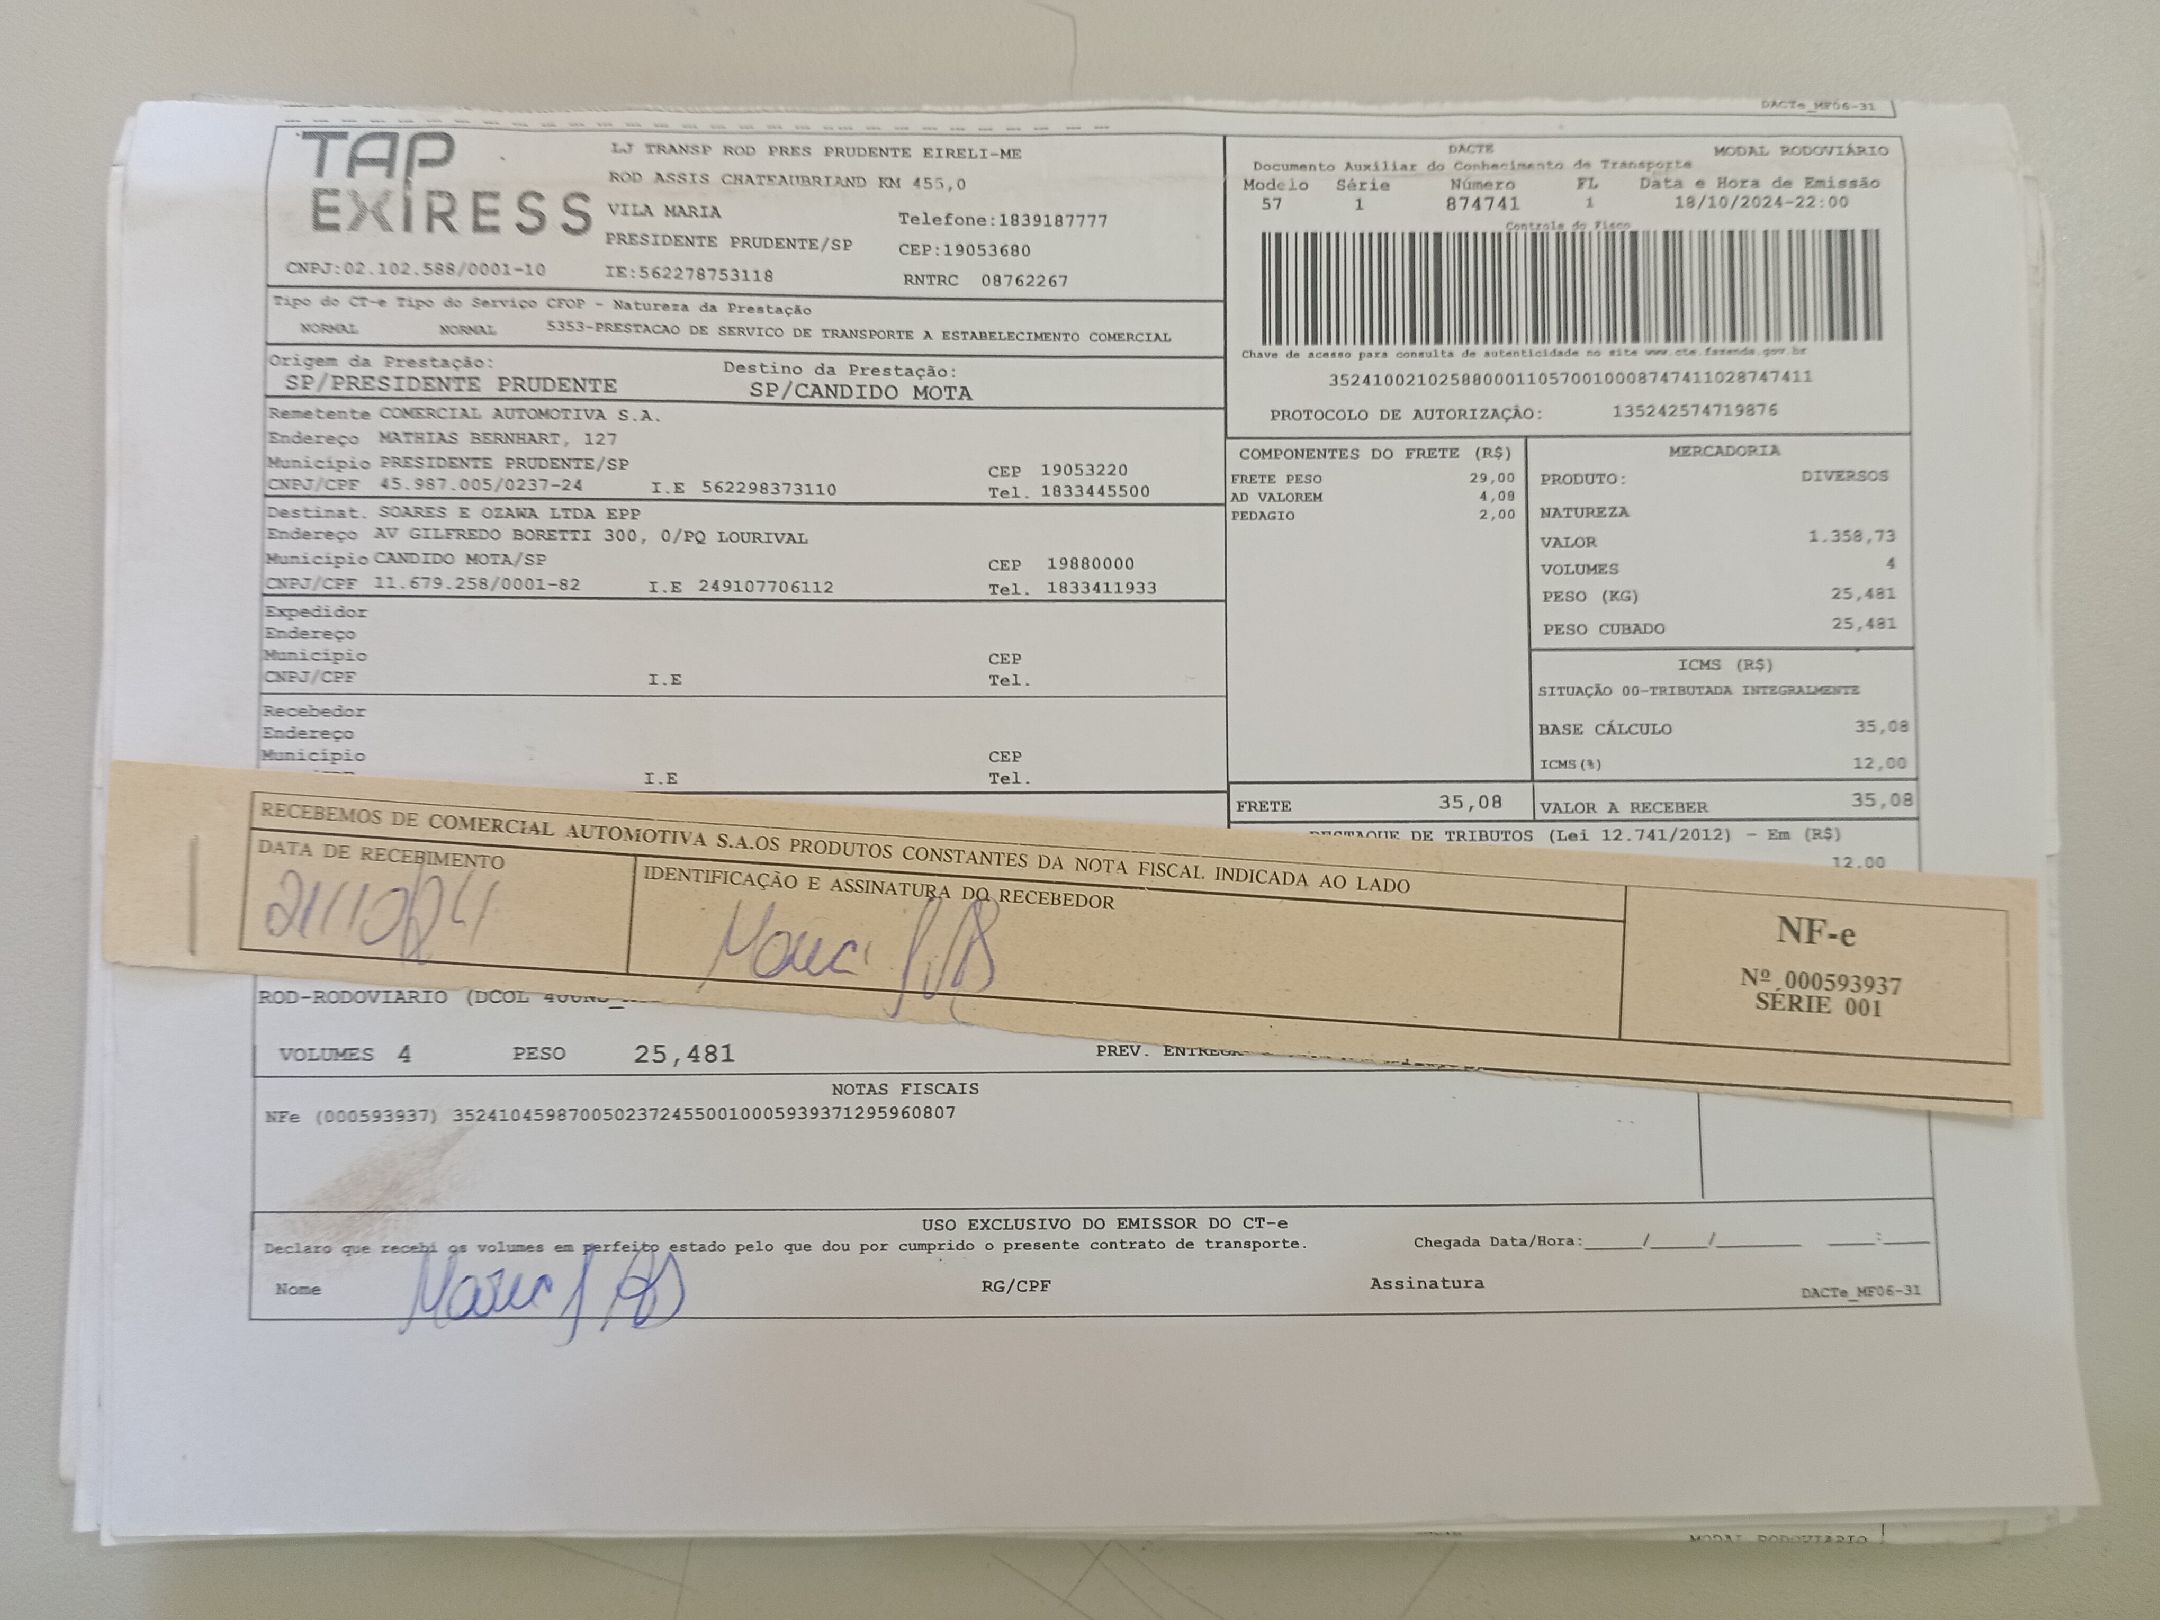 DACTe_MF06-31
TAP EXIRESS
LJ TRANSP ROD PRES PRUDENTE EIRELI-ME
ROD ASSIS CHATEAUBRIAND KM 455,0
VILA MARIA
Telefone:1839187777
PRESIDENTE PRUDENTE/SP
CEP:19053680
CNPJ:02.102.588/0001-10
IE:562278753118
RNTRC 08762267
DACTE
MODAL RODOVIÁRIO
Documento Auxiliar do Conhecimento de Transporte
Modelo Série Número FL Data e Hora de Emissão
57 1 874741 1 18/10/2024-22:00
Controle do Fisco
Chave de acesso para consulta de autenticidade no site www.cte.fazenda.gov.br
35241002102588000110570010008747411028747411
PROTOCOLO DE AUTORIZAÇÃO: 135242574719876
Tipo do CT-e Tipo do Serviço CFOP - Natureza da Prestação
NORMAL NORMAL 5353-PRESTACAO DE SERVICO DE TRANSPORTE A ESTABELECIMENTO COMERCIAL
Origem da Prestação: Destino da Prestação:
SP/PRESIDENTE PRUDENTE SP/CANDIDO MOTA
Remetente COMERCIAL AUTOMOTIVA S.A.
Endereço MATHIAS BERNHART, 127
Município PRESIDENTE PRUDENTE/SP CEP 19053220
CNPJ/CPF 45.987.005/0237-24 I.E 562298373110 Tel. 1833445500
Destinat. SOARES E OZAWA LTDA EPP
Endereço AV GILFREDO BORETTI 300, 0/PQ LOURIVAL
Município CANDIDO MOTA/SP CEP 19880000
CNPJ/CPF 11.679.258/0001-82 I.E 249107706112 Tel. 1833411933
Expedidor
Endereço
Município CEP
CNPJ/CPF I.E Tel.
Recebedor
Endereço
Município CEP
I.E Tel.
COMPONENTES DO FRETE (R$)
FRETE PESO 29,00
AD VALOREM 4,08
PEDAGIO 2,00
MERCADORIA
PRODUTO: DIVERSOS
NATUREZA
VALOR 1.358,73
VOLUMES 4
PESO (KG) 25,481
PESO CUBADO 25,481
ICMS (R$)
SITUAÇÃO 00-TRIBUTADA INTEGRALMENTE
BASE CÁLCULO 35,08
ICMS(%) 12,00
FRETE 35,08 VALOR A RECEBER 35,08
DESTAQUE DE TRIBUTOS (Lei 12.741/2012) - Em (R$)
12.00
RECEBEMOS DE COMERCIAL AUTOMOTIVA S.A.OS PRODUTOS CONSTANTES DA NOTA FISCAL INDICADA AO LADO
DATA DE RECEBIMENTO
21/10/24
IDENTIFICAÇÃO E ASSINATURA DO RECEBEDOR
NF-e
Nº 000593937
SÉRIE 001
ROD-RODOVIARIO (DCOL
VOLUMES 4 PESO 25,481 PREV. ENTREGA
NOTAS FISCAIS
NFe (000593937) 35241045987005023724550010005939371295960807
USO EXCLUSIVO DO EMISSOR DO CT-e
Declaro que recebi os volumes em perfeito estado pelo que dou por cumprido o presente contrato de transporte. Chegada Data/Hora:_____/_____/________ ____:____
Nome RG/CPF Assinatura DACTe_MF06-31
MODAL RODOVIÁRIO